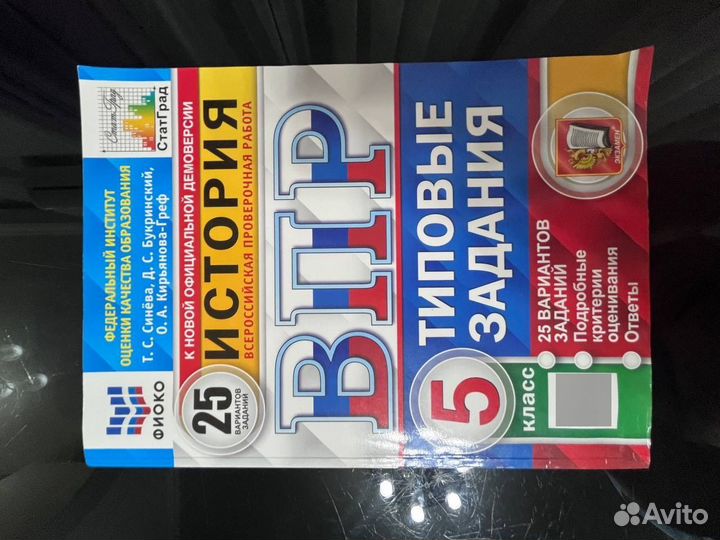 ФЕДЕРАЛЬНЫЙ ИНСТИТУТ
ОЦЕНКИ КАЧЕСТВА ОБРАЗОВАНИЯ
Т. С. Синёва, Д. С. Букринский,
О. А. Кирьянова-Греф
ФИОКО
СтатГрад
СтатГрад
К НОВОЙ ОФИЦИАЛЬНОЙ ДЕМОВЕРСИИ
ИСТОРИЯ
ВСЕРОССИЙСКАЯ ПРОВЕРОЧНАЯ РАБОТА
25
ВАРИАНТОВ
ЗАДАНИЙ
ВПР
ТИПОВЫЕ
ЗАДАНИЯ
5
класс
25 ВАРИАНТОВ
ЗАДАНИЙ
Подробные
критерии
оценивания
Ответы
ЭКЗАМЕН
Avito